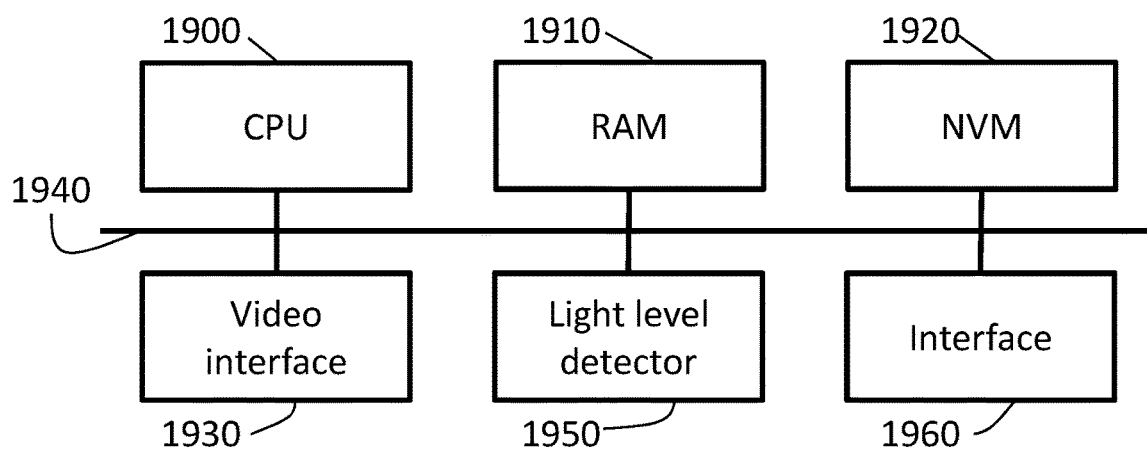 1900
1910
1920
CPU
RAM
NVM
1940
Video
interface
Light level
detector
Interface
1930
1950
1960